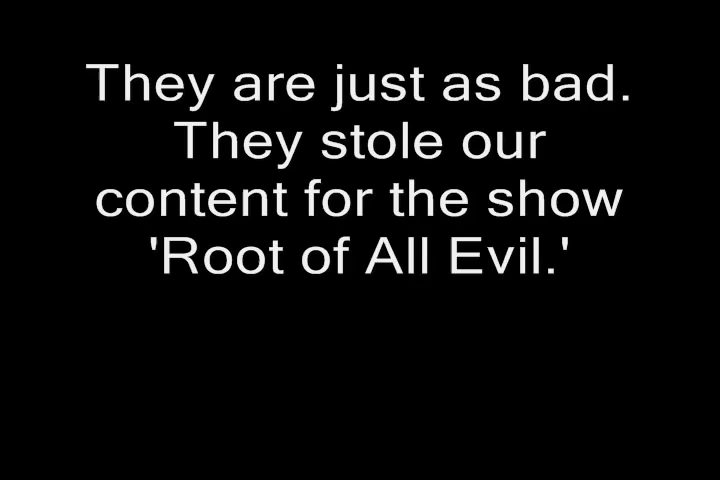 They are just as bad.
They stole our
content for the show
'Root of All Evil.'